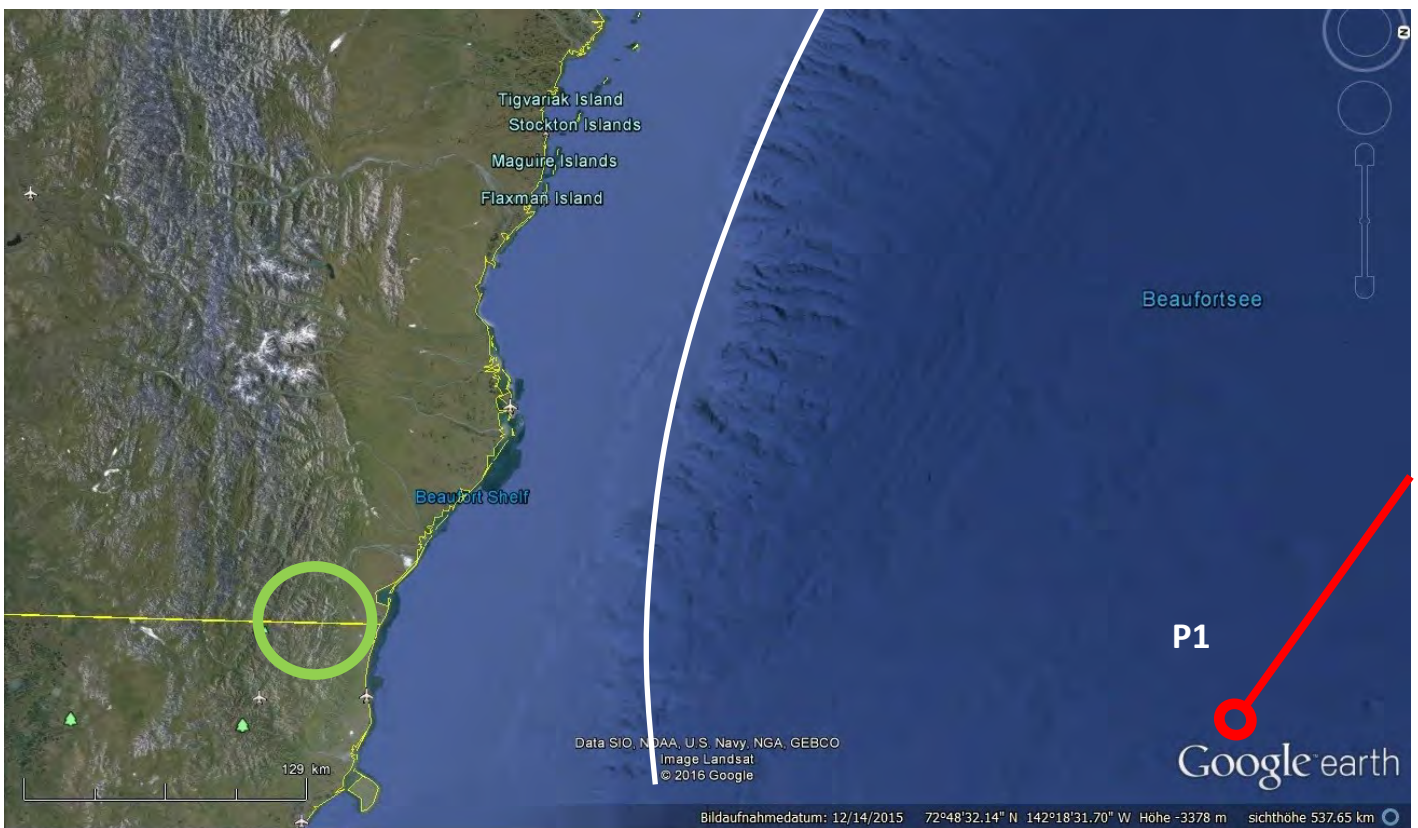 N
Tigvariak Island
Stockton Islands
Maguire Islands
Flaxman Island
Beaufortsee
Beaufort Shelf
P1
Data SIO, NOAA, U.S. Navy, NGA, GEBCO
Image Landsat
© 2016 Google
Google earth
129 km
Bildaufnahmedatum: 12/14/2015 72°48'32.14" N 142°18'31.70" W Höhe -3378 m sichthöhe 537.65 km